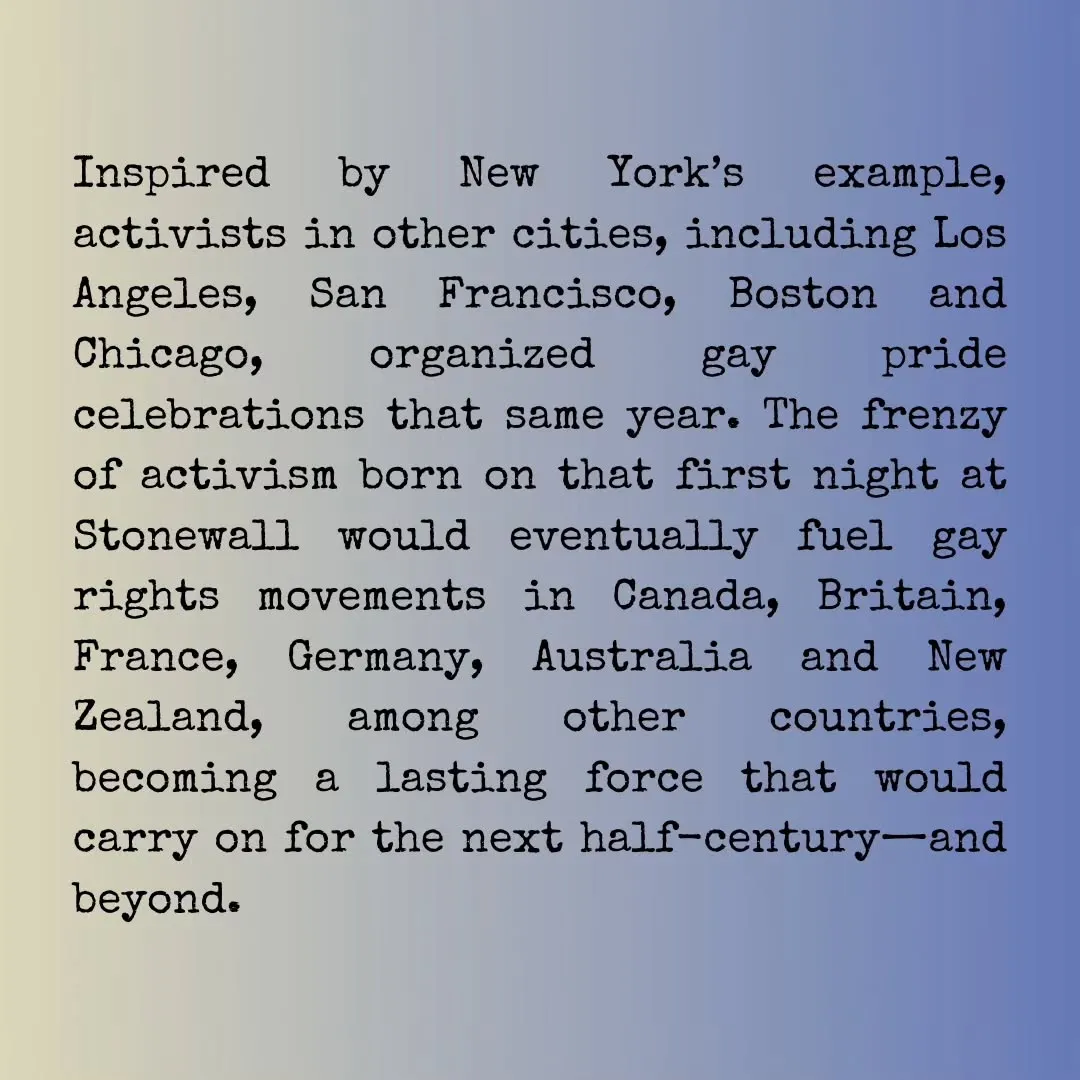 Inspired by New York’s example,
activists in other cities, including Los
Angeles, San Francisco, Boston and
Chicago, organized gay pride
celebrations that same year. The frenzy
of activism born on that first night at
Stonewall would eventually fuel gay
rights movements in Canada, Britain,
France, Germany, Australia and New
Zealand, among other countries,
becoming a lasting force that would
carry on for the next half-century—and
beyond.